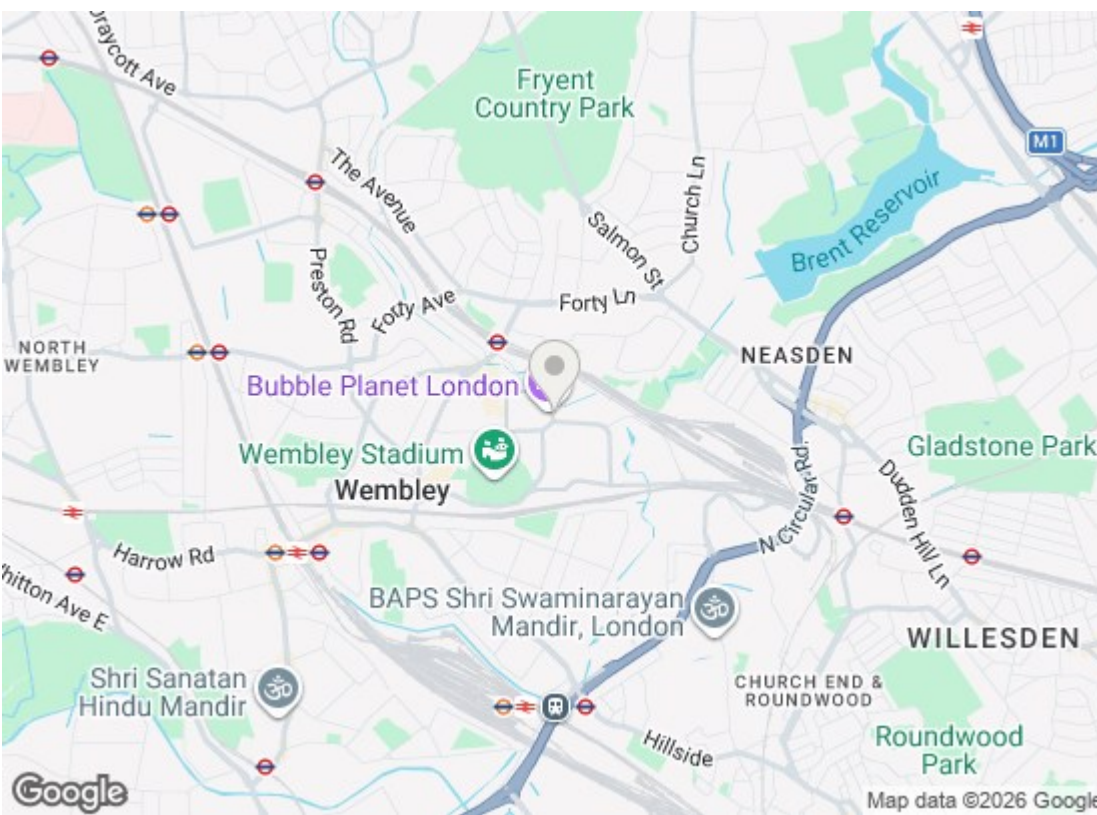 Draycott Ave
Fryent
Country Park
M1
The Avenue
Church Ln
Brent Reservoir
Salmon St
Preston Rd
Forty Ave
Forty Ln
NORTH
WEMBLEY
NEASDEN
Bubble Planet London
Wembley Stadium
Wembley
Gladstone Park
N Circular Rd.
Dudden Hill Ln
Harrow Rd
Whitton Ave E
BAPS Shri Swaminarayan
Mandir, London
WILLESDEN
Shri Sanatan
Hindu Mandir
CHURCH END &
ROUNDWOOD
Hillside
Roundwood
Park
Google
Map data ©2026 Google